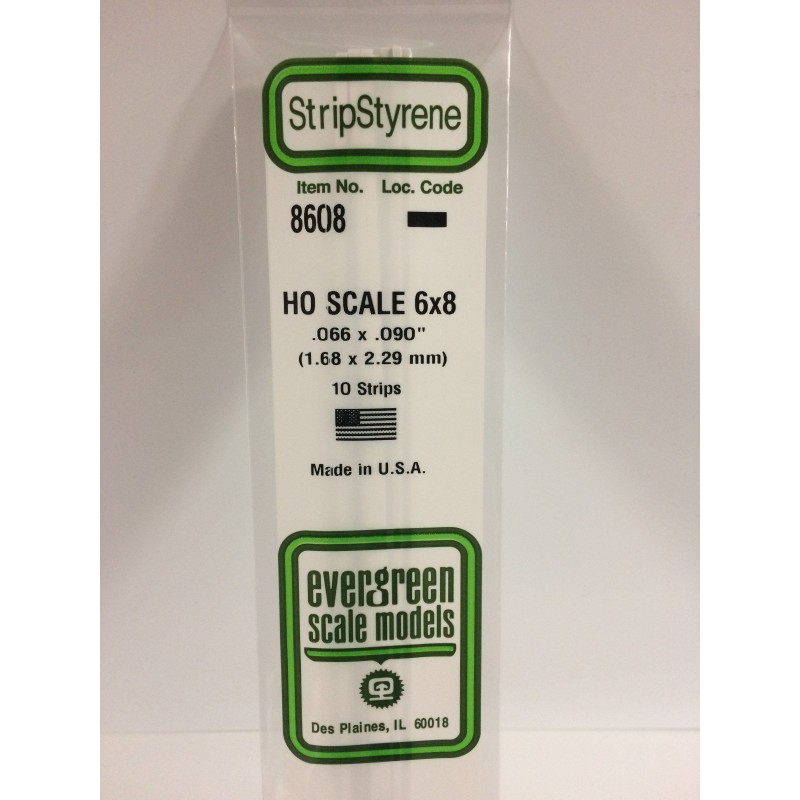 StripStyrene
Item No. Loc. Code
8608
HO SCALE 6x8
.066 x .090"
(1.68 x 2.29 mm)
10 Strips
Made in U.S.A.
evergreen
scale models
Des Plaines, IL 60018